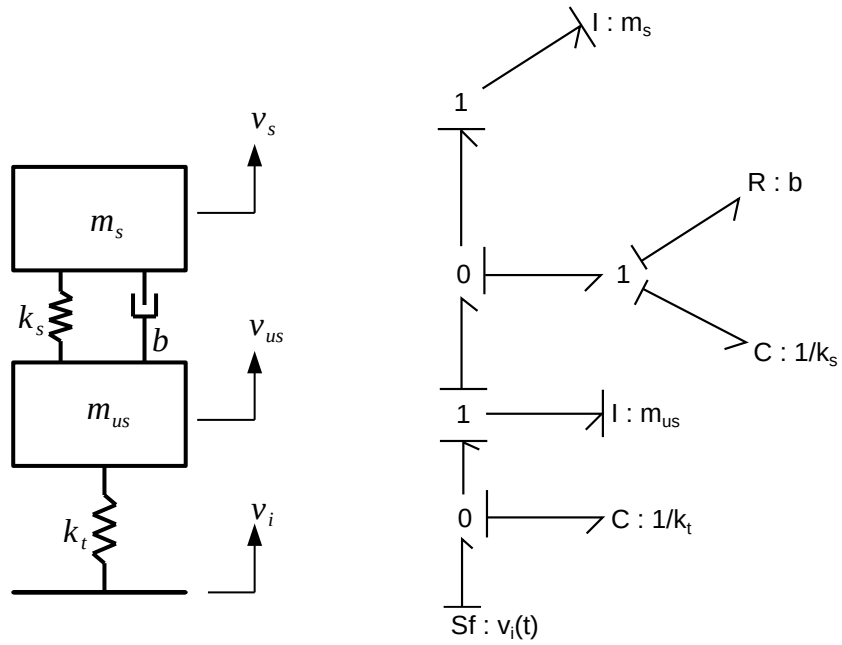 v_s
m_s
k_s
b
v_us
m_us
k_t
v_i
I : m_s
1
R : b
0
1
C : 1/k_s
1
I : m_us
0
C : 1/k_t
Sf : v_i(t)